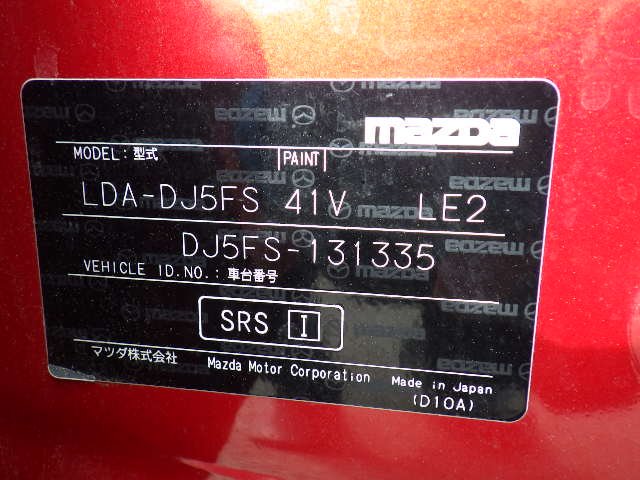 mazda
MODEL: 型式 PAINT
LDA-DJ5FS 41V LE2
DJ5FS-131335
VEHICLE ID.NO.: 車台番号
SRS I
マツダ株式会社 Mazda Motor Corporation Made in Japan
(D10A)